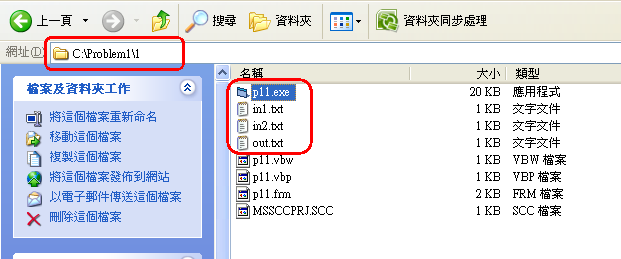 上一頁 搜尋 資料夾 資料夾同步處理
網址(D) C:\Problem1\1
檔案及資料夾工作
將這個檔案重新命名
移動這個檔案
複製這個檔案
將這個檔案發佈到網站
以電子郵件傳送這個檔案
刪除這個檔案
名稱 大小 類型
p11.exe 20 KB 應用程式
in1.txt 1 KB 文字文件
in2.txt 1 KB 文字文件
out.txt 1 KB 文字文件
p11.vbw 1 KB VBW 檔案
p11.vbp 1 KB VBP 檔案
p11.frm 2 KB FRM 檔案
MSSCCPRJ.SCC 1 KB SCC 檔案